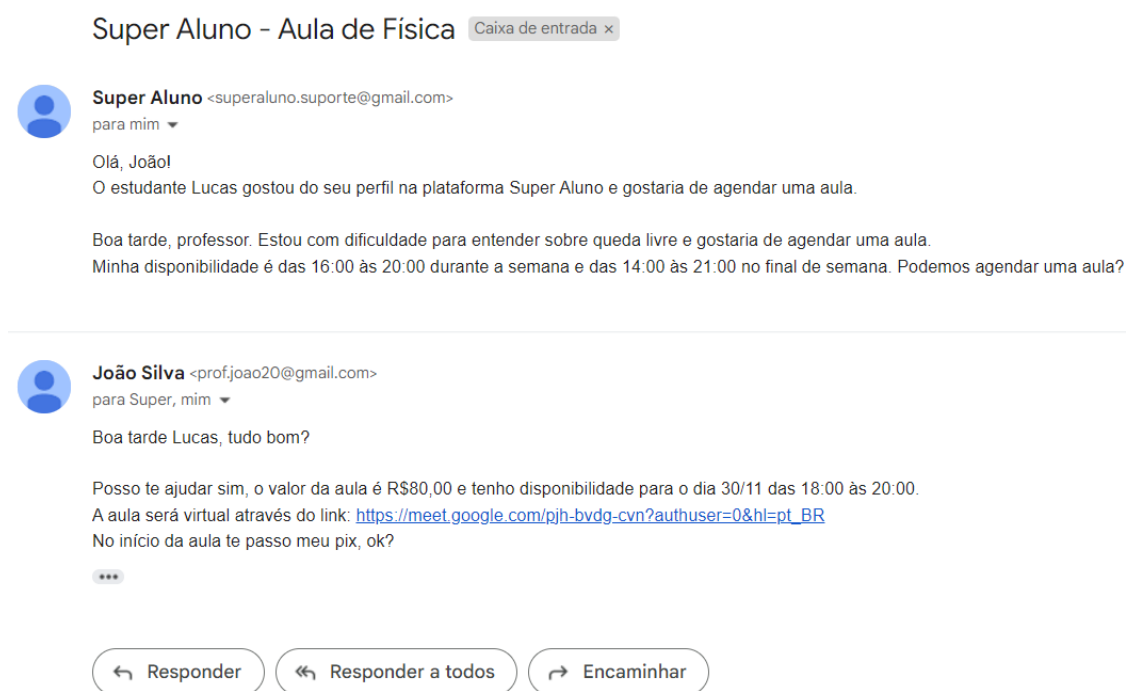 Super Aluno - Aula de Física Caixa de entrada ×
Super Aluno <superaluno.suporte@gmail.com>
para mim
Olá, João!
O estudante Lucas gostou do seu perfil na plataforma Super Aluno e gostaria de agendar uma aula.
Boa tarde, professor. Estou com dificuldade para entender sobre queda livre e gostaria de agendar uma aula.
Minha disponibilidade é das 16:00 às 20:00 durante a semana e das 14:00 às 21:00 no final de semana. Podemos agendar uma aula?
João Silva <prof.joao20@gmail.com>
para Super, mim
Boa tarde Lucas, tudo bom?
Posso te ajudar sim, o valor da aula é R$80,00 e tenho disponibilidade para o dia 30/11 das 18:00 às 20:00.
A aula será virtual através do link: https://meet.google.com/pjh-bvdg-cvn?authuser=0&hl=pt_BR
No início da aula te passo meu pix, ok?
•••
Responder Responder a todos Encaminhar